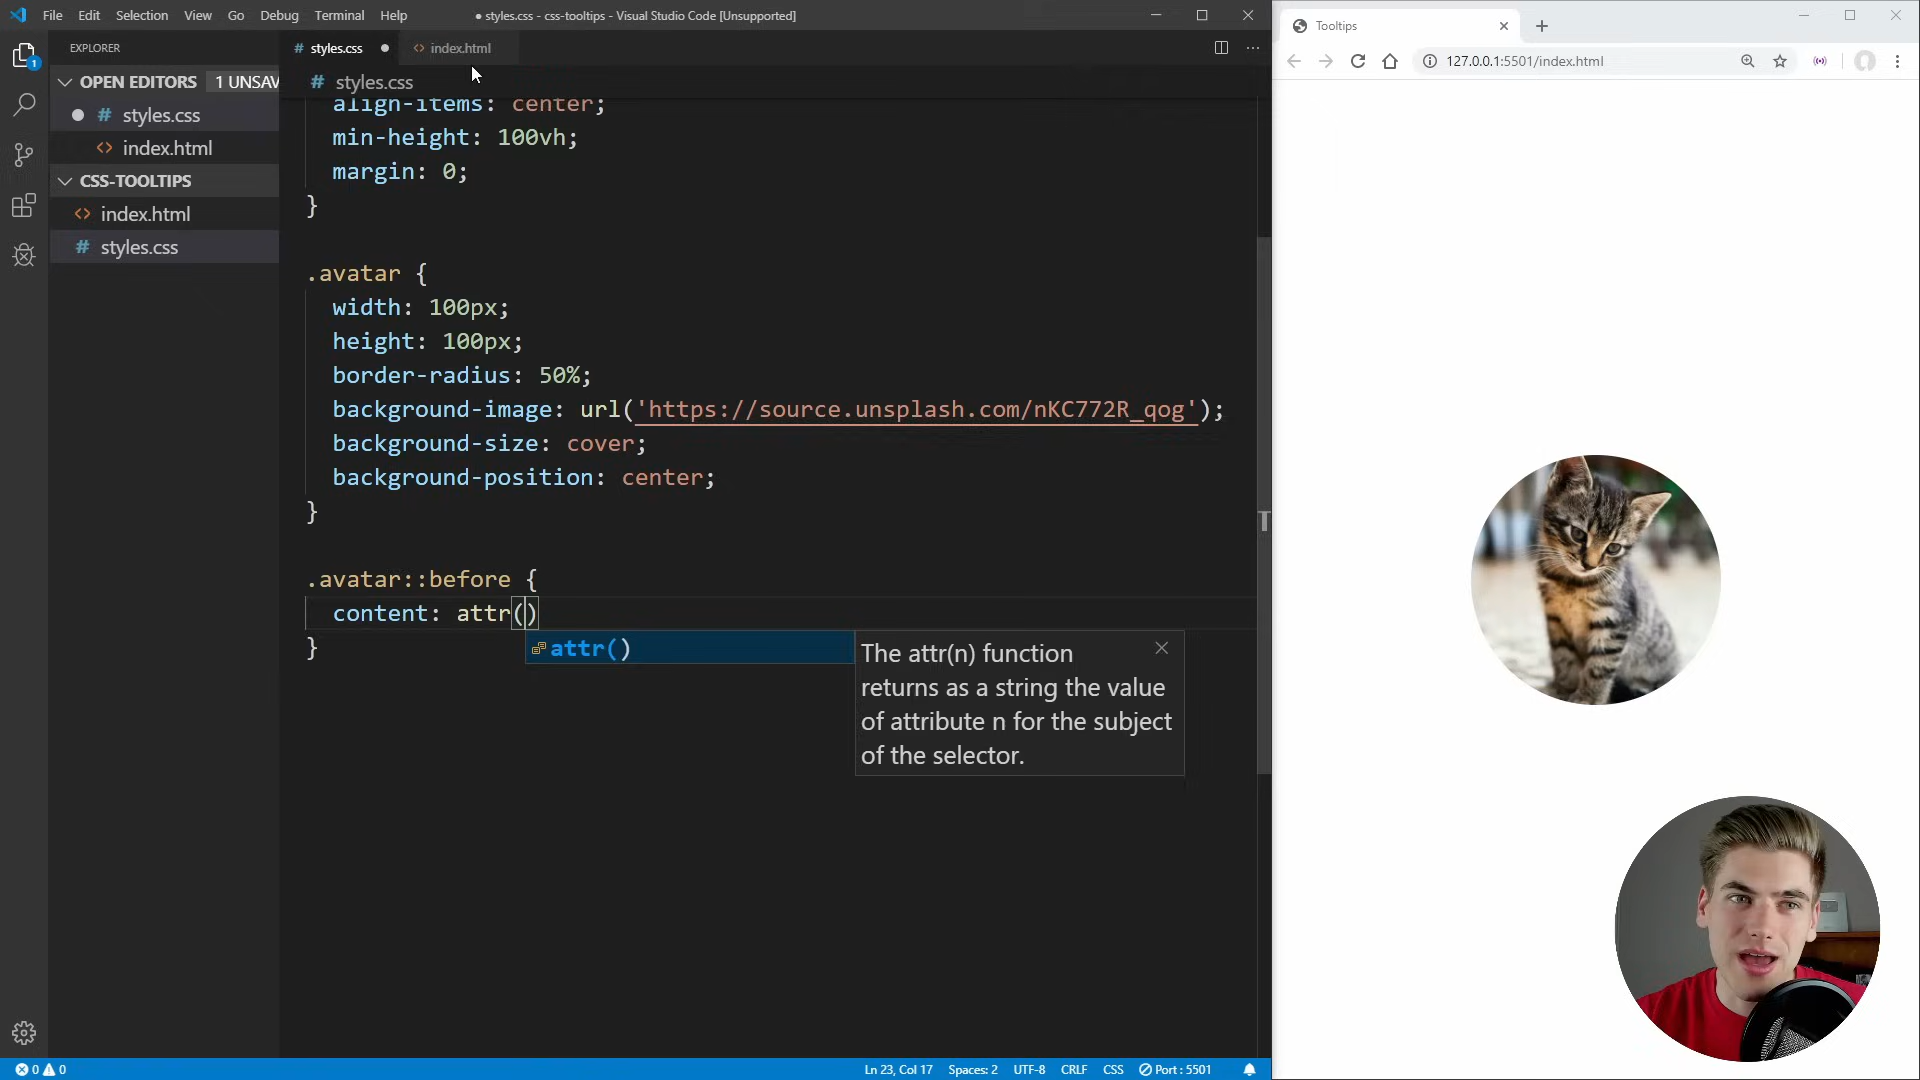 File Edit Selection View Go Debug Terminal Help
● styles.css - css-tooltips - Visual Studio Code [Unsupported]
EXPLORER
OPEN EDITORS 1 UNSAV
styles.css
index.html
CSS-TOOLTIPS
index.html
styles.css
1
# styles.css ●
<> index.html
# styles.css
align-items: center;
min-height: 100vh;
margin: 0;
}
.avatar {
width: 100px;
height: 100px;
border-radius: 50%;
background-image: url('https://source.unsplash.com/nKC772R_qog');
background-size: cover;
background-position: center;
}
.avatar::before {
content: attr()
}
attr()
The attr(n) function
returns as a string the value
of attribute n for the subject
of the selector.
0 0
Ln 23, Col 17 Spaces: 2 UTF-8 CRLF CSS Port : 5501
Tooltips
127.0.0.1:5501/index.html